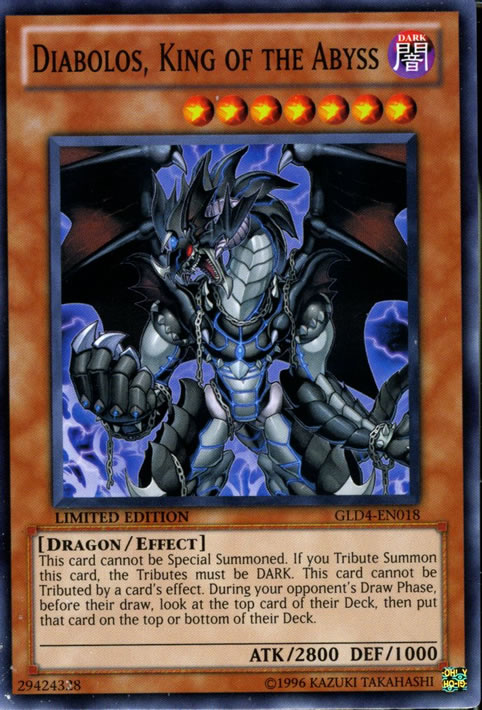 DIABOLOS, KING OF THE ABYSS
DARK
闇
LIMITED EDITION GLD4-EN018
[DRAGON/EFFECT]
This card cannot be Special Summoned. If you Tribute Summon
this card, the Tributes must be DARK. This card cannot be
Tributed by a card's effect. During your opponent's Draw Phase,
before their draw, look at the top card of their Deck, then put
that card on the top or bottom of their Deck.
ATK/2800 DEF/1000
29424328 ©1996 KAZUKI TAKAHASHI